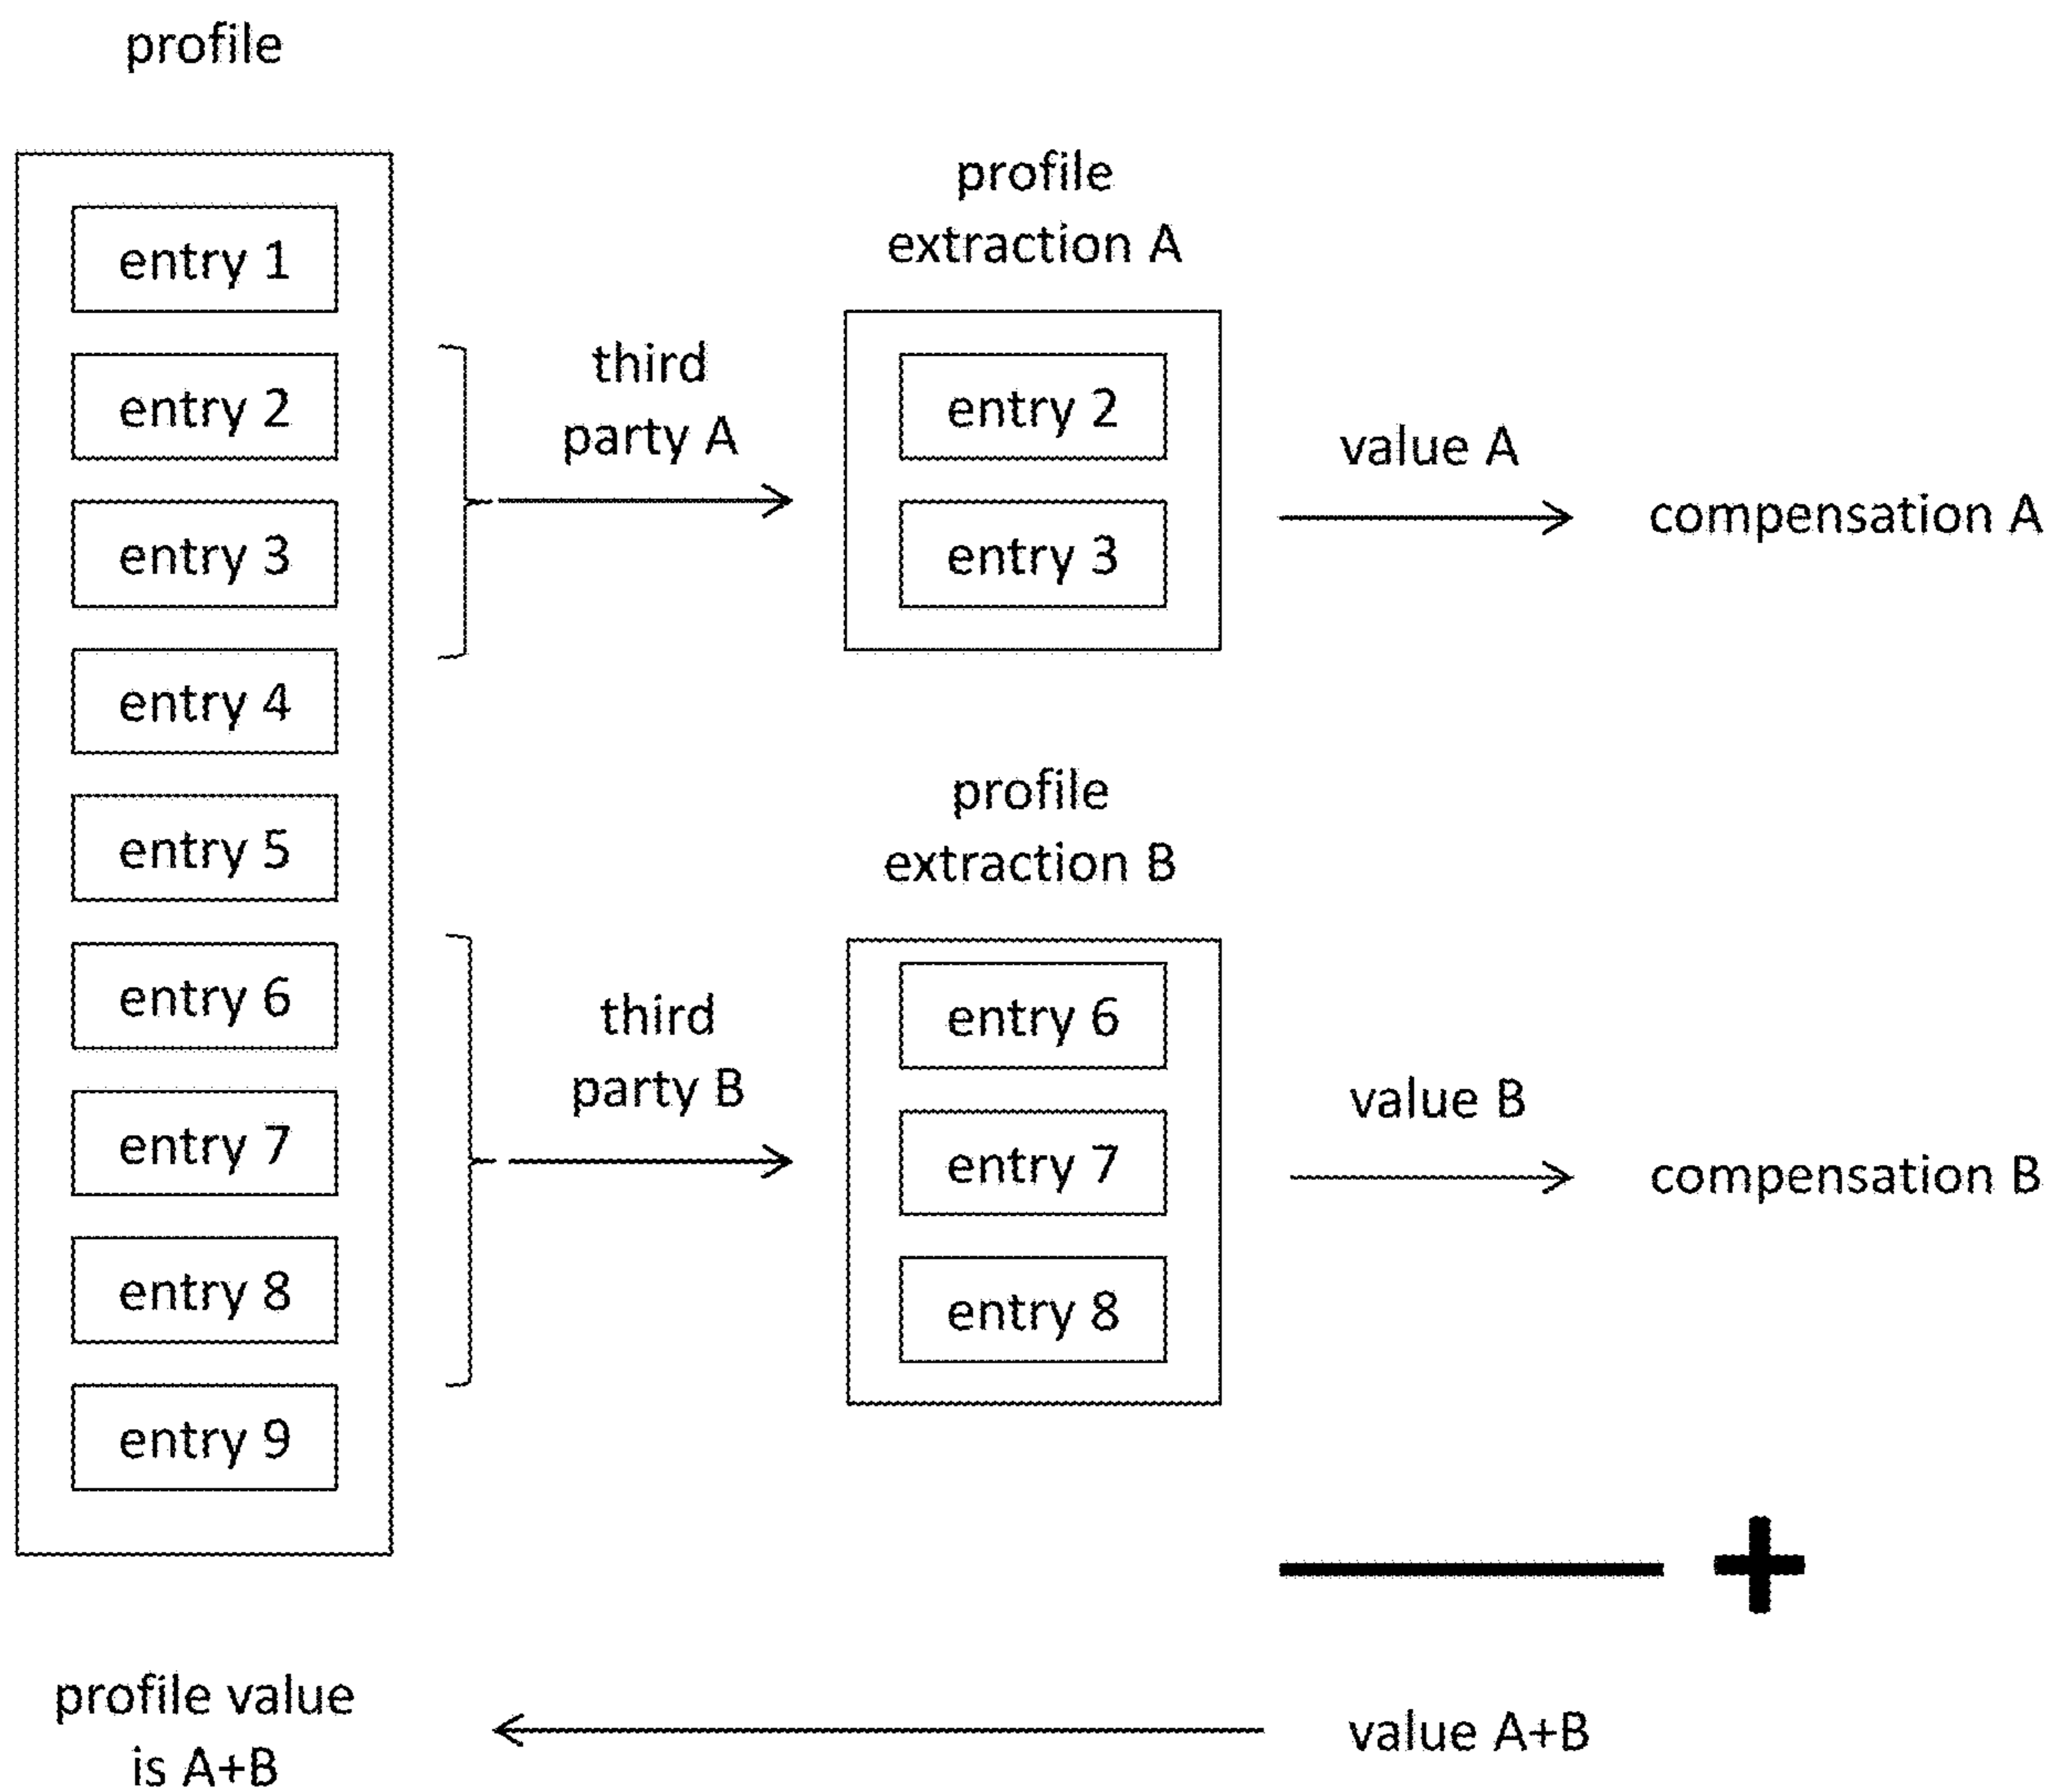 profile
entry 1
entry 2
entry 3
entry 4
entry 5
entry 6
entry 7
entry 8
entry 9
third
party A
profile
extraction A
entry 2
entry 3
value A
compensation A
third
party B
profile
extraction B
entry 6
entry 7
entry 8
value B
compensation B
+
value A+B
profile value
is A+B